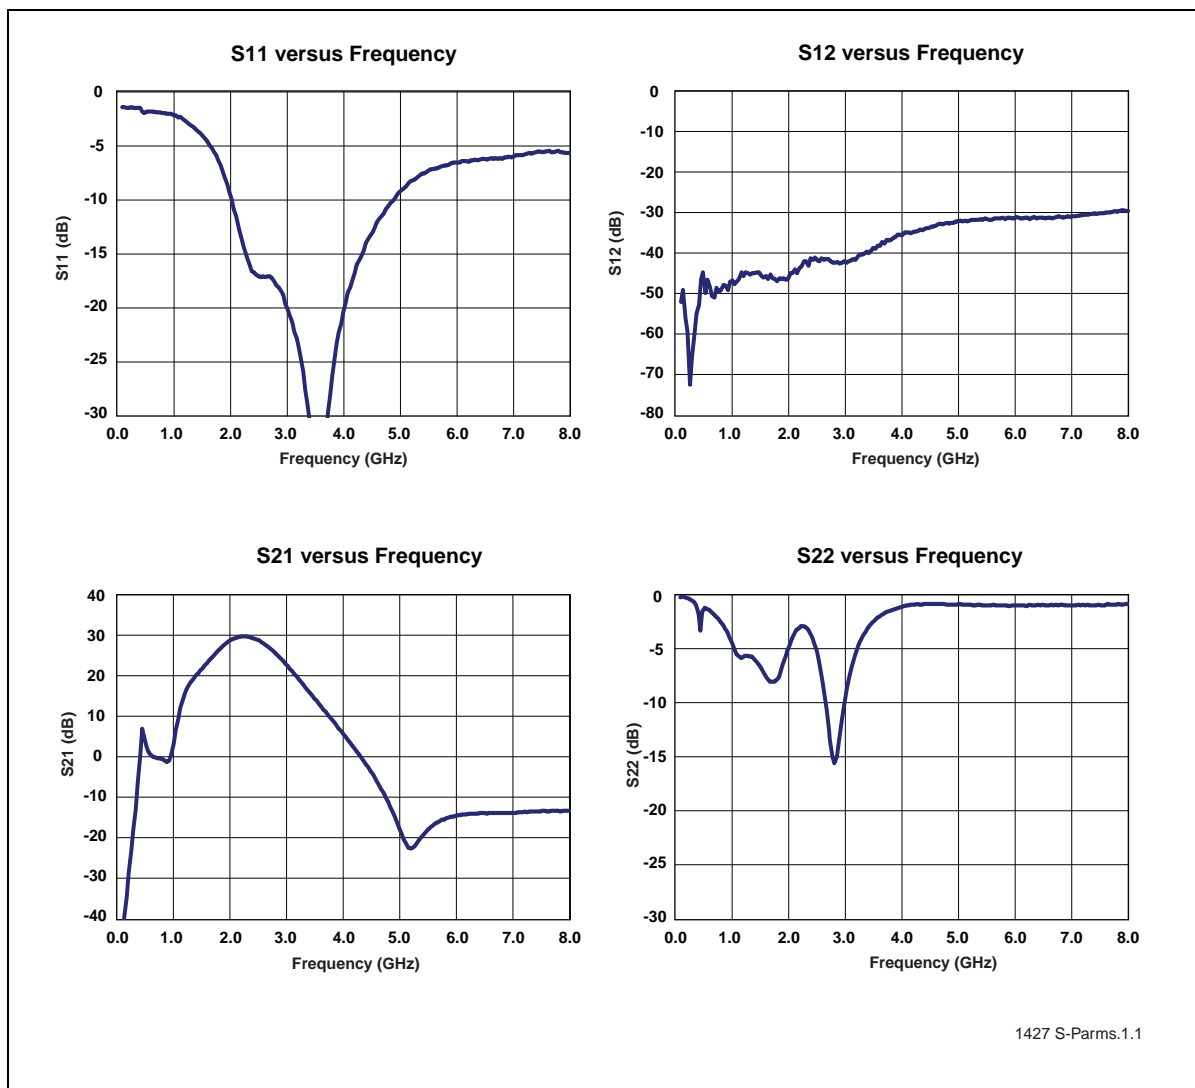 S11 versus Frequency
S11 (dB)
0
-5
-10
-15
-20
-25
-30
0.0 1.0 2.0 3.0 4.0 5.0 6.0 7.0 8.0
Frequency (GHz)
S12 versus Frequency
S12 (dB)
0
-10
-20
-30
-40
-50
-60
-70
-80
0.0 1.0 2.0 3.0 4.0 5.0 6.0 7.0 8.0
Frequency (GHz)
S21 versus Frequency
S21 (dB)
40
30
20
10
0
-10
-20
-30
-40
0.0 1.0 2.0 3.0 4.0 5.0 6.0 7.0 8.0
Frequency (GHz)
S22 versus Frequency
S22 (dB)
0
-5
-10
-15
-20
-25
-30
0.0 1.0 2.0 3.0 4.0 5.0 6.0 7.0 8.0
Frequency (GHz)
1427 S-Parms.1.1